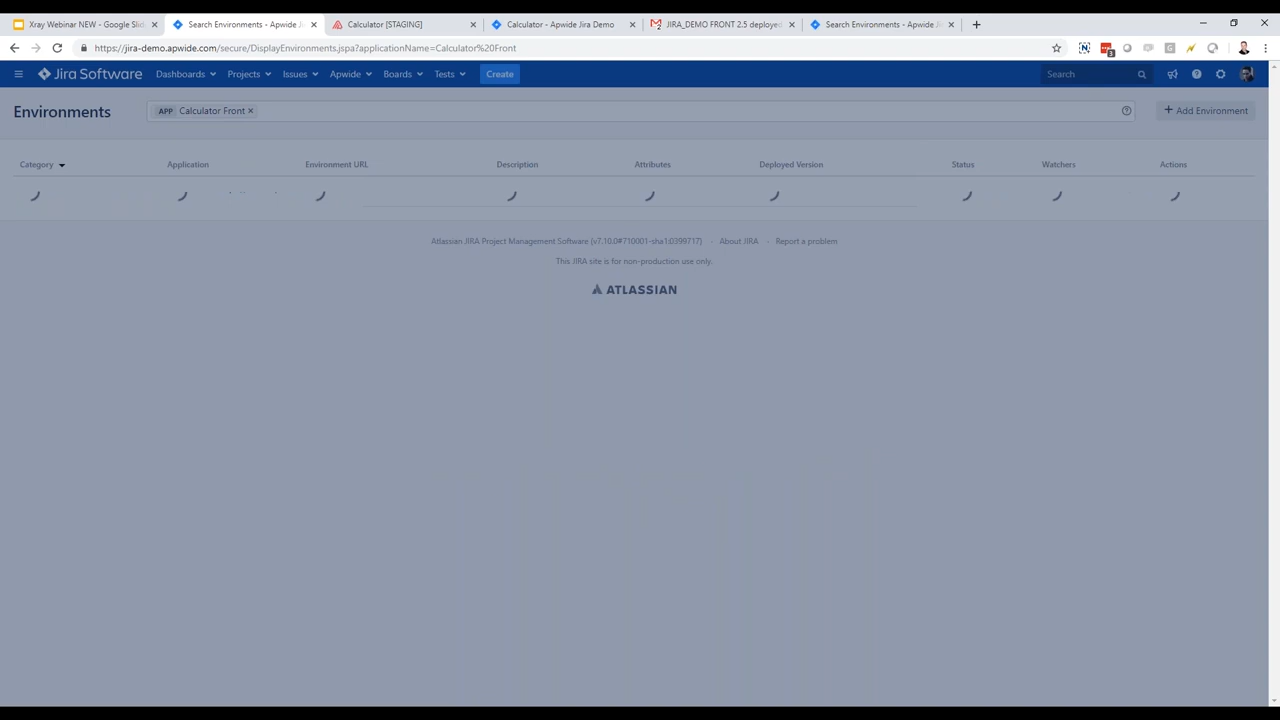 Xray Webinar NEW - Google Slid
Search Environments - Apwide Ji
Calculator [STAGING]
Calculator - Apwide Jira Demo
JIRA_DEMO FRONT 2.5 deployed
Search Environments - Apwide Ji
https://jira-demo.apwide.com/secure/DisplayEnvironments.jspa?applicationName=Calculator%20Front
3
Jira Software
Dashboards
Projects
Issues
Apwide
Boards
Tests
Create
Search
Environments
APP Calculator Front ×
+ Add Environment
Category
Application
Environment URL
Description
Attributes
Deployed Version
Status
Watchers
Actions
Atlassian JIRA Project Management Software (v7.10.0#710001-sha1:0399717) · About JIRA · Report a problem
This JIRA site is for non-production use only.
ATLASSIAN